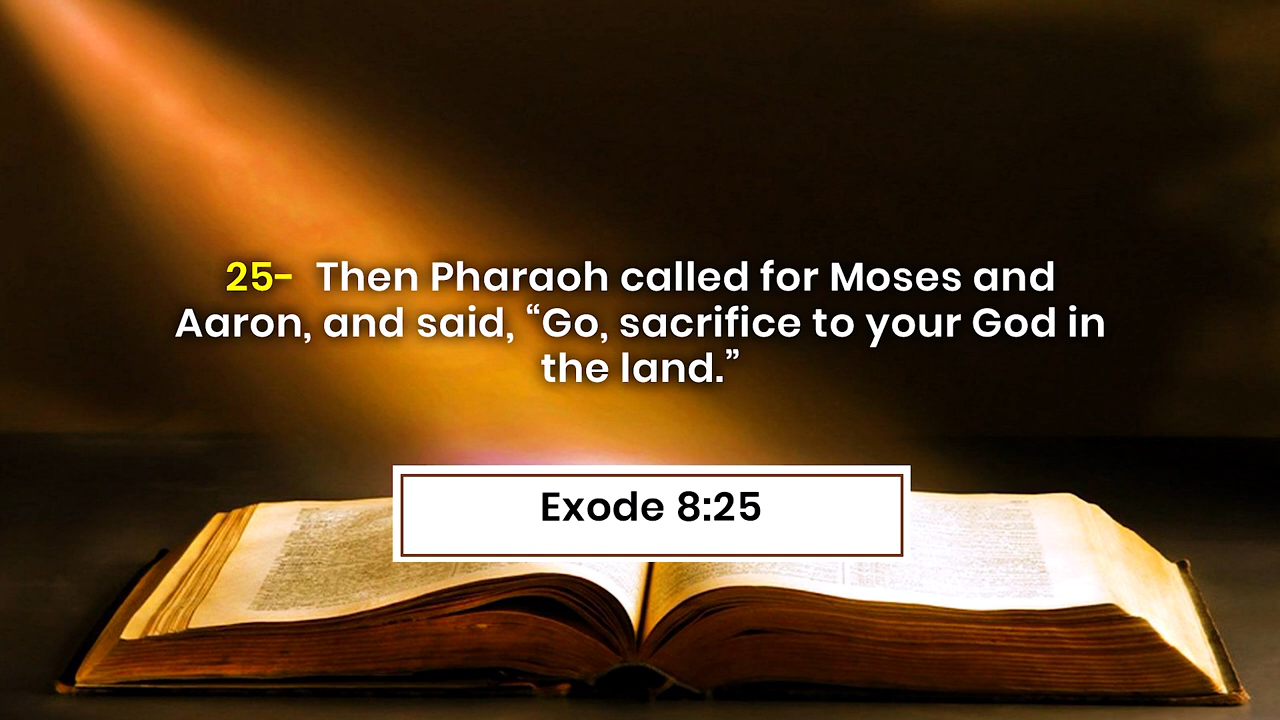 25- Then Pharaoh called for Moses and
Aaron, and said, “Go, sacrifice to your God in
the land.”
Exode 8:25